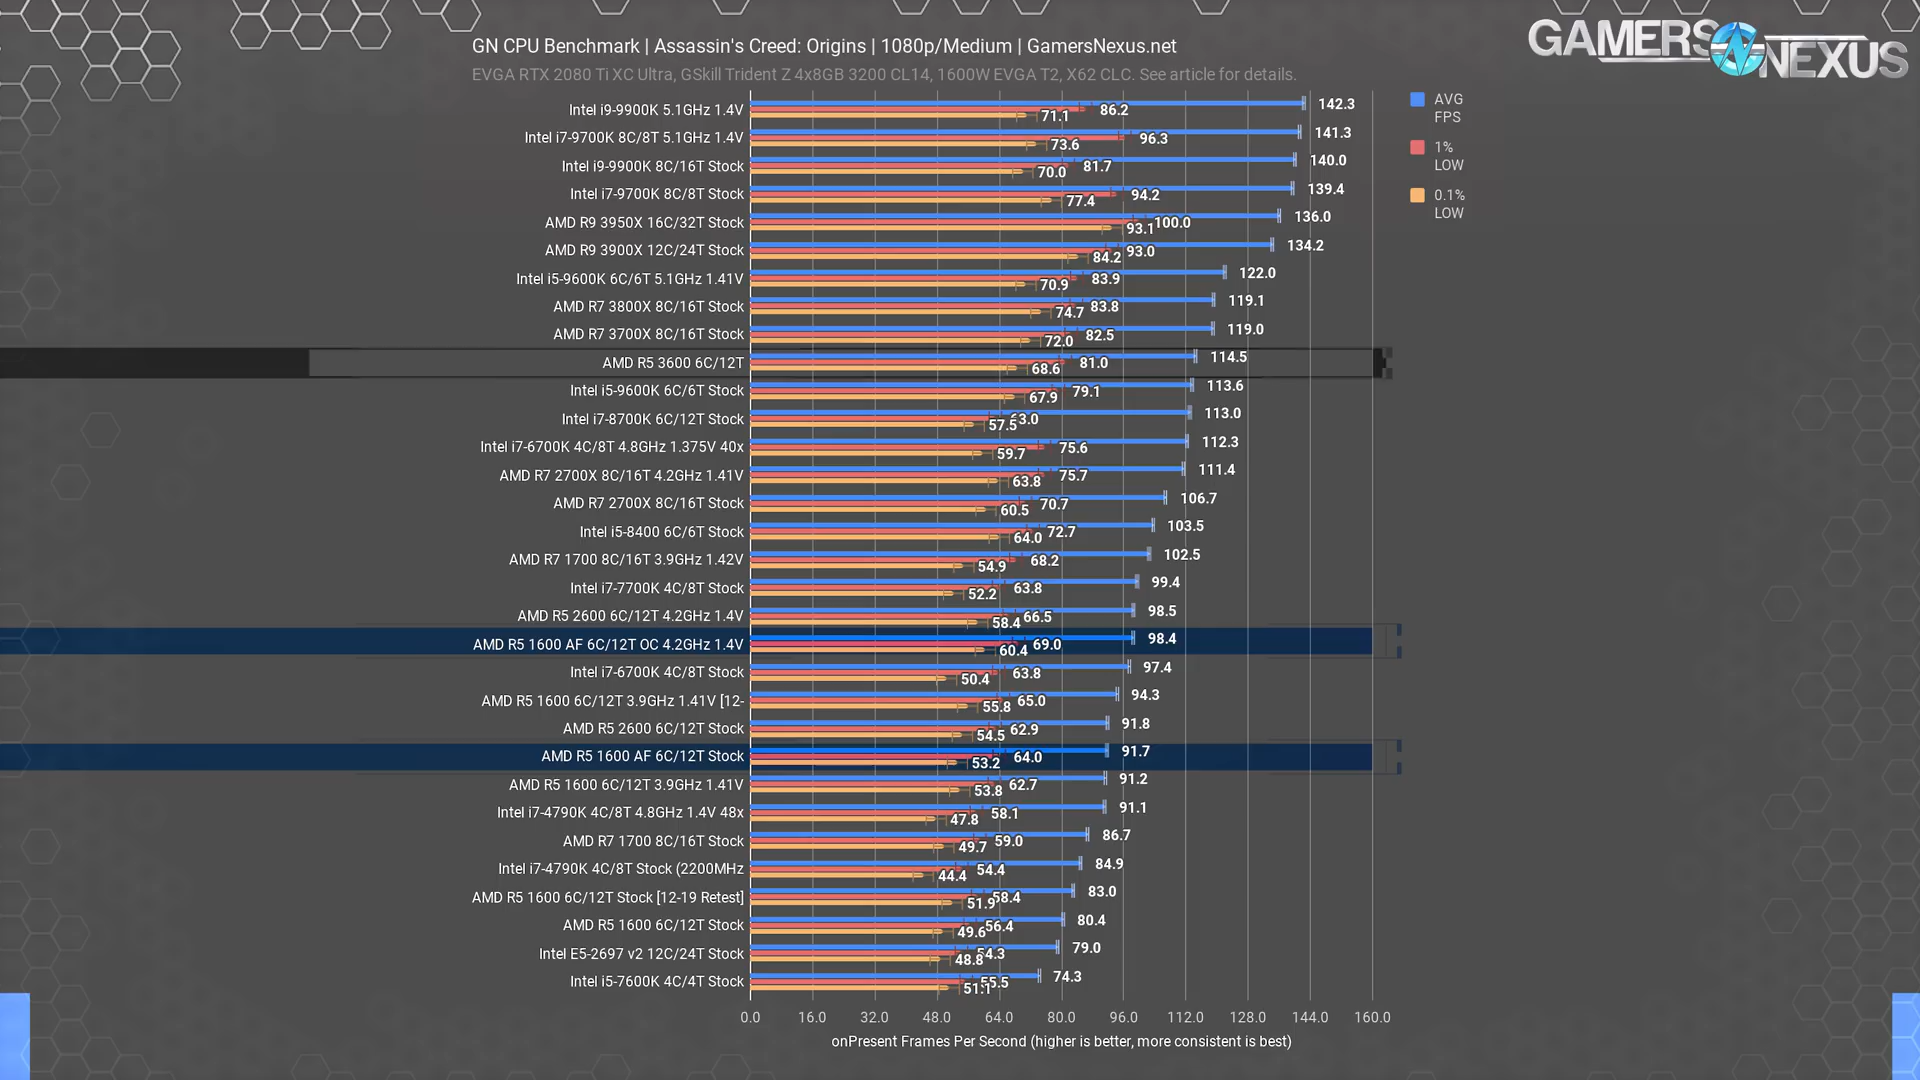 GAMERS NEXUS
GN CPU Benchmark | Assassin's Creed: Origins | 1080p/Medium | GamersNexus.net
EVGA RTX 2080 Ti XC Ultra, GSkill Trident Z 4x8GB 3200 CL14, 1600W EVGA T2, X62 CLC. See article for details.
AVG FPS
1% LOW
0.1% LOW
Intel i9-9900K 5.1GHz 1.4V 142.3 86.2 71.1
Intel i7-9700K 8C/8T 5.1GHz 1.4V 141.3 96.3 73.6
Intel i9-9900K 8C/16T Stock 140.0 81.7 70.0
Intel i7-9700K 8C/8T Stock 139.4 94.2 77.4
AMD R9 3950X 16C/32T Stock 136.0 100.0 93.1
AMD R9 3900X 12C/24T Stock 134.2 93.0 84.2
Intel i5-9600K 6C/6T 5.1GHz 1.41V 122.0 83.9 70.9
AMD R7 3800X 8C/16T Stock 119.1 83.8 74.7
AMD R7 3700X 8C/16T Stock 119.0 82.5 72.0
AMD R5 3600 6C/12T 114.5 81.0 68.6
Intel i5-9600K 6C/6T Stock 113.6 79.1 67.9
Intel i7-8700K 6C/12T Stock 113.0 63.0 57.5
Intel i7-6700K 4C/8T 4.8GHz 1.375V 40x 112.3 75.6 59.7
AMD R7 2700X 8C/16T 4.2GHz 1.41V 111.4 75.7 63.8
AMD R7 2700X 8C/16T Stock 106.7 70.7 60.5
Intel i5-8400 6C/6T Stock 103.5 72.7 64.0
AMD R7 1700 8C/16T 3.9GHz 1.42V 102.5 68.2 54.9
Intel i7-7700K 4C/8T Stock 99.4 63.8 52.2
AMD R5 2600 6C/12T 4.2GHz 1.4V 98.5 66.5 58.4
AMD R5 1600 AF 6C/12T OC 4.2GHz 1.4V 98.4 69.0 60.4
Intel i7-6700K 4C/8T Stock 97.4 63.8 50.4
AMD R5 1600 6C/12T 3.9GHz 1.41V [12- 94.3 65.0 55.8
AMD R5 2600 6C/12T Stock 91.8 62.9 54.5
AMD R5 1600 AF 6C/12T Stock 91.7 64.0 53.2
AMD R5 1600 6C/12T 3.9GHz 1.41V 91.2 62.7 53.8
Intel i7-4790K 4C/8T 4.8GHz 1.4V 48x 91.1 58.1 47.8
AMD R7 1700 8C/16T Stock 86.7 59.0 49.7
Intel i7-4790K 4C/8T Stock (2200MHz 84.9 54.4 44.4
AMD R5 1600 6C/12T Stock [12-19 Retest] 83.0 58.4 51.9
AMD R5 1600 6C/12T Stock 80.4 56.4 49.6
Intel E5-2697 v2 12C/24T Stock 79.0 54.3 48.8
Intel i5-7600K 4C/4T Stock 74.3 55.5 51.1
0.0 16.0 32.0 48.0 64.0 80.0 96.0 112.0 128.0 144.0 160.0
onPresent Frames Per Second (higher is better, more consistent is best)